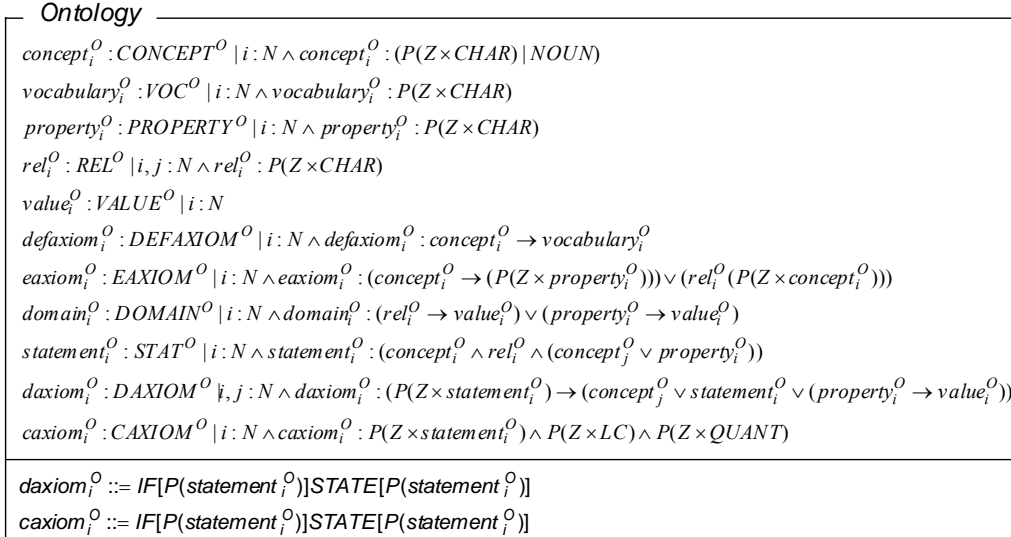 Ontology
concept_i^O : CONCEPT^O | i : N ∧ concept_i^O : (P(Z × CHAR) | NOUN)
vocabulary_i^O : VOC^O | i : N ∧ vocabulary_i^O : P(Z × CHAR)
property_i^O : PROPERTY^O | i : N ∧ property_i^O : P(Z × CHAR)
rel_i^O : REL^O | i, j : N ∧ rel_i^O : P(Z × CHAR)
value_i^O : VALUE^O | i : N
defaxiom_i^O : DEFAXIOM^O | i : N ∧ defaxiom_i^O : concept_i^O → vocabulary_i^O
eaxiom_i^O : EAXIOM^O | i : N ∧ eaxiom_i^O : (concept_i^O → (P(Z × property_i^O))) ∨ (rel_i^O (P(Z × concept_i^O)))
domain_i^O : DOMAIN^O | i : N ∧ domain_i^O : (rel_i^O → value_i^O) ∨ (property_i^O → value_i^O)
statement_i^O : STAT^O | i : N ∧ statement_i^O : (concept_i^O ∧ rel_i^O ∧ (concept_j^O ∨ property_i^O))
daxiom_i^O : DAXIOM^O | i, j : N ∧ daxiom_i^O : (P(Z × statement_i^O) → (concept_j^O ∨ statement_i^O ∨ (property_i^O → value_i^O))
caxiom_i^O : CAXIOM^O | i : N ∧ caxiom_i^O : P(Z × statement_i^O) ∧ P(Z × LC) ∧ P(Z × QUANT)
daxiom_i^O ::= IF[P(statement_i^O)]STATE[P(statement_i^O)]
caxiom_i^O ::= IF[P(statement_i^O)]STATE[P(statement_i^O)]